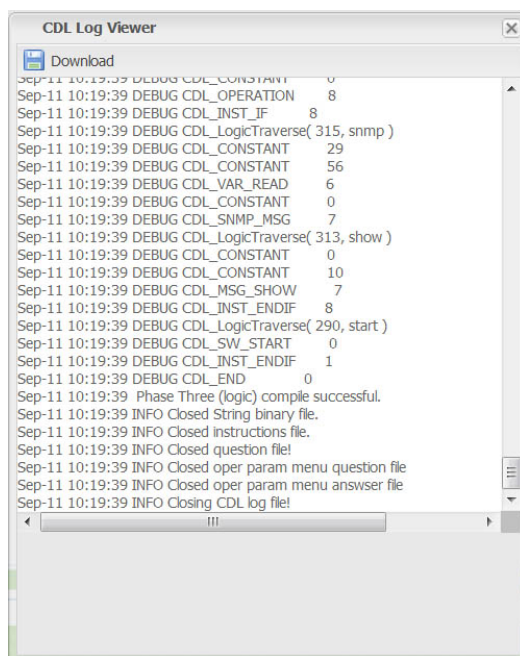 CDL Log Viewer
Download
Sep-11 10:19:39 DEBUG CDL_CONSTANT 0
Sep-11 10:19:39 DEBUG CDL_OPERATION 8
Sep-11 10:19:39 DEBUG CDL_INST_IF 8
Sep-11 10:19:39 DEBUG CDL_LogicTraverse( 315, snmp )
Sep-11 10:19:39 DEBUG CDL_CONSTANT 29
Sep-11 10:19:39 DEBUG CDL_CONSTANT 56
Sep-11 10:19:39 DEBUG CDL_VAR_READ 6
Sep-11 10:19:39 DEBUG CDL_CONSTANT 0
Sep-11 10:19:39 DEBUG CDL_SNMP_MSG 7
Sep-11 10:19:39 DEBUG CDL_LogicTraverse( 313, show )
Sep-11 10:19:39 DEBUG CDL_CONSTANT 0
Sep-11 10:19:39 DEBUG CDL_CONSTANT 10
Sep-11 10:19:39 DEBUG CDL_MSG_SHOW 7
Sep-11 10:19:39 DEBUG CDL_INST_ENDIF 8
Sep-11 10:19:39 DEBUG CDL_LogicTraverse( 290, start )
Sep-11 10:19:39 DEBUG CDL_SW_START 0
Sep-11 10:19:39 DEBUG CDL_INST_ENDIF 1
Sep-11 10:19:39 DEBUG CDL_END 0
Sep-11 10:19:39 Phase Three (logic) compile successful.
Sep-11 10:19:39 INFO Closed String binary file.
Sep-11 10:19:39 INFO Closed instructions file.
Sep-11 10:19:39 INFO Closed question file!
Sep-11 10:19:39 INFO Closed oper param menu question file
Sep-11 10:19:39 INFO Closed oper param menu answser file
Sep-11 10:19:39 INFO Closing CDL log file!